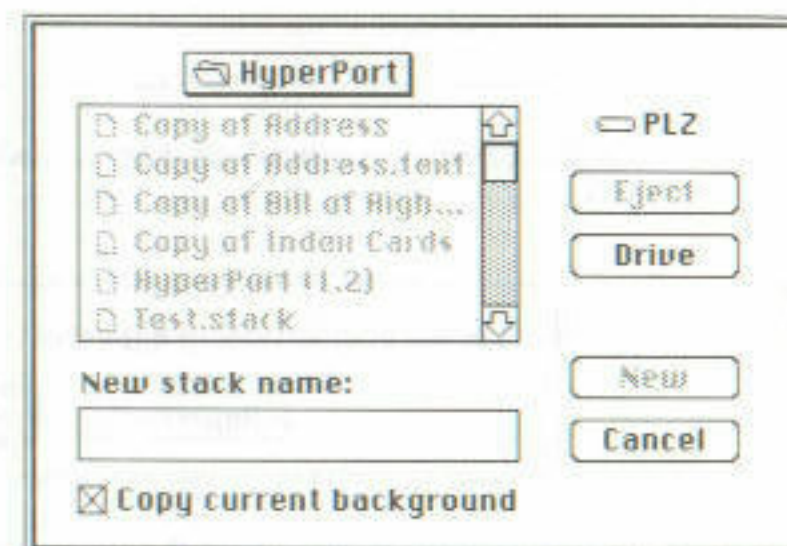 HyperPort
Copy of Address
Copy of Address.text
Copy of Bill of Righ...
Copy of Index Cards
HyperPort (1.2)
Test.stack
PLZ
Eject
Drive
New stack name:
New
Cancel
Copy current background